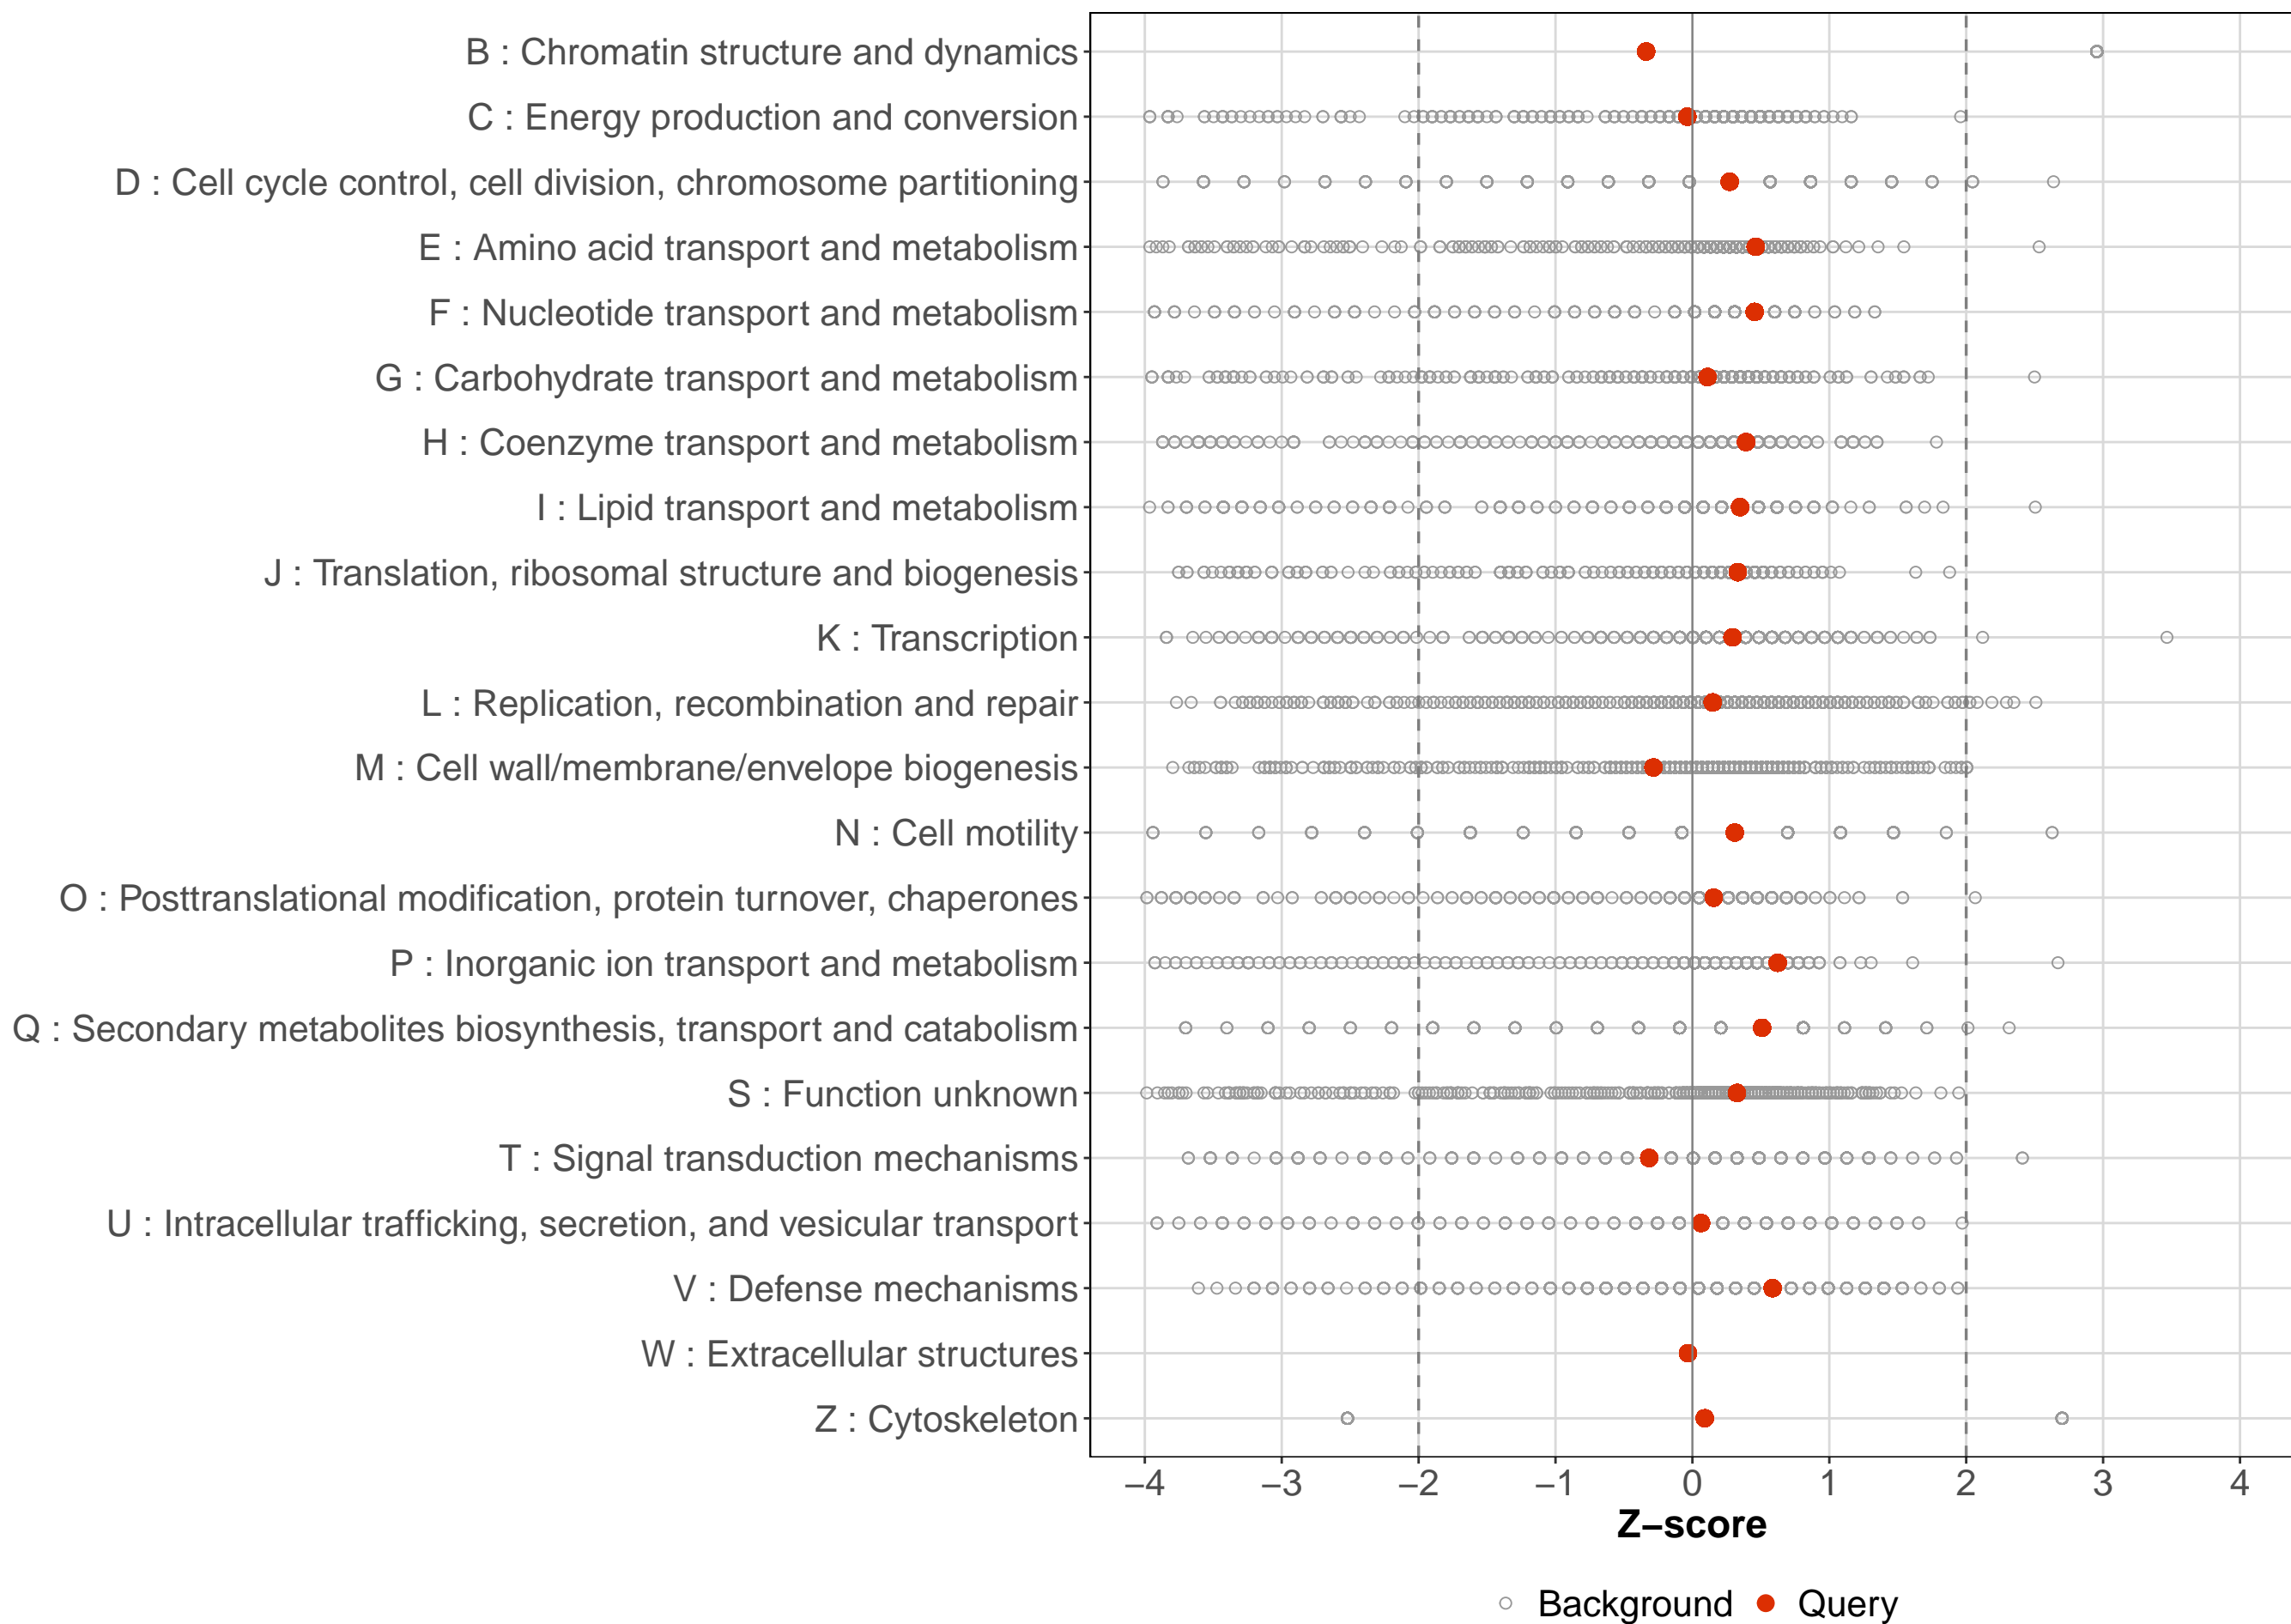 B : Chromatin structure and dynamics
C : Energy production and conversion
D : Cell cycle control, cell division, chromosome partitioning
E : Amino acid transport and metabolism
F : Nucleotide transport and metabolism
G : Carbohydrate transport and metabolism
H : Coenzyme transport and metabolism
I : Lipid transport and metabolism
J : Translation, ribosomal structure and biogenesis
K : Transcription
L : Replication, recombination and repair
M : Cell wall/membrane/envelope biogenesis
N : Cell motility
O : Posttranslational modification, protein turnover, chaperones
P : Inorganic ion transport and metabolism
Q : Secondary metabolites biosynthesis, transport and catabolism
S : Function unknown
T : Signal transduction mechanisms
U : Intracellular trafficking, secretion, and vesicular transport
V : Defense mechanisms
W : Extracellular structures
Z : Cytoskeleton
−4 −3 −2 −1 0 1 2 3 4
Z−score
Background Query